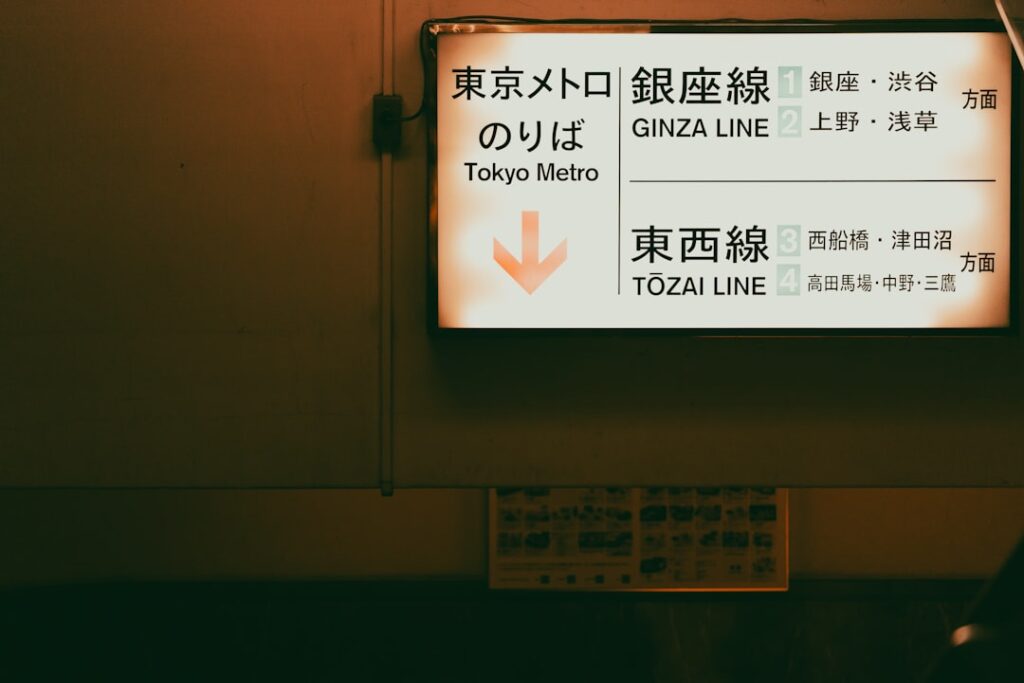 東京メトロ
のりば
Tokyo Metro
銀座線 1 銀座・渋谷
GINZA LINE 2 上野・浅草
方面
東西線 3 西船橋・津田沼
TŌZAI LINE 4 高田馬場・中野・三鷹
方面